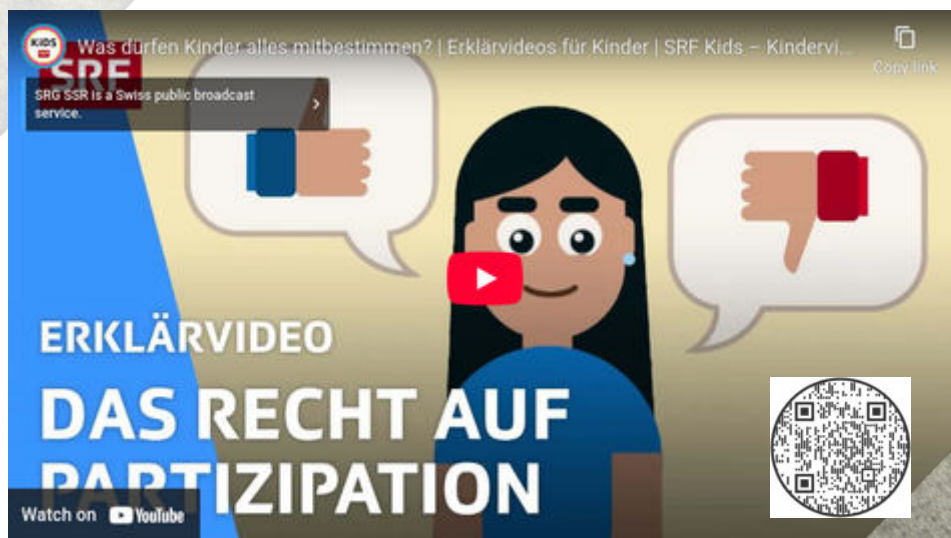 KiDS
Was dürfen Kinder alles mitbestimmen? | Erklärvideos für Kinder | SRF Kids – Kindervi...
Copy link
SRF
SRG SSR is a Swiss public broadcast
service.
ERKLÄRVIDEO
DAS RECHT AUF
PARTIZIPATION
Watch on YouTube